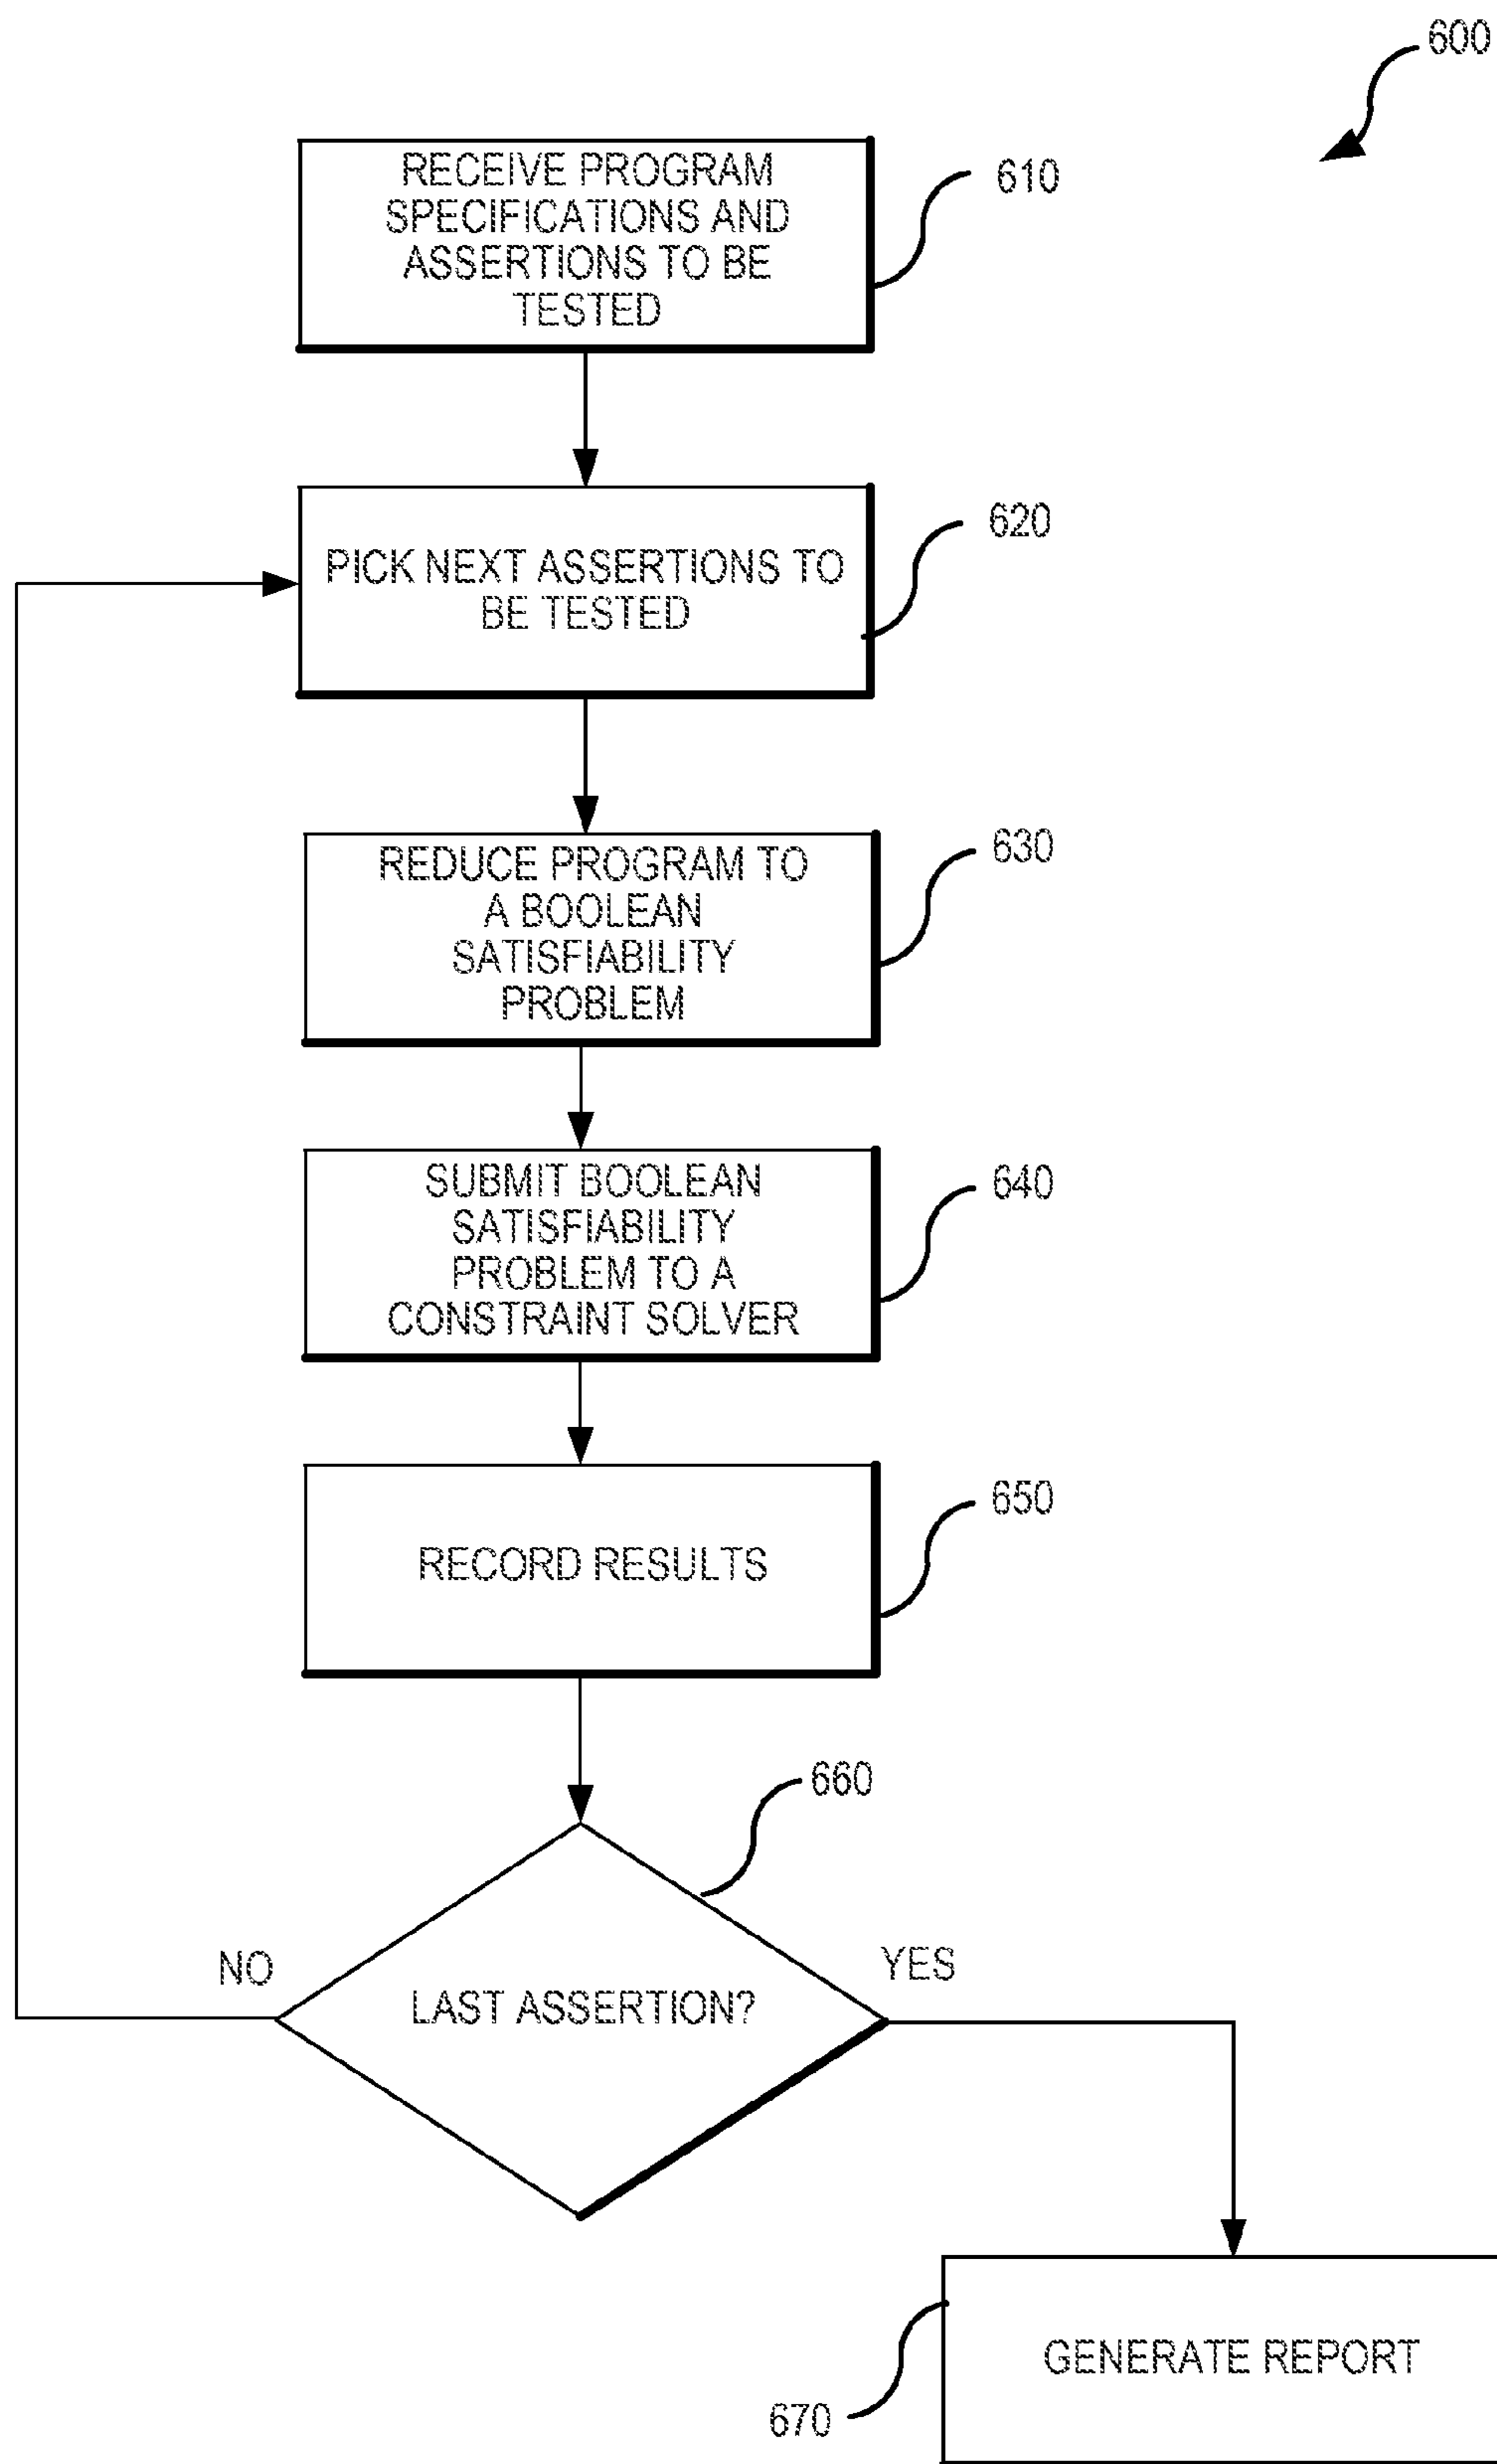 600
RECEIVE PROGRAM
SPECIFICATIONS AND
ASSERTIONS TO BE
TESTED
610
PICK NEXT ASSERTIONS TO
BE TESTED
620
REDUCE PROGRAM TO
A BOOLEAN
SATISFIABILITY
PROBLEM
630
SUBMIT BOOLEAN
SATISFIABILITY
PROBLEM TO A
CONSTRAINT SOLVER
640
RECORD RESULTS
650
660
NO
YES
LAST ASSERTION?
GENERATE REPORT
670